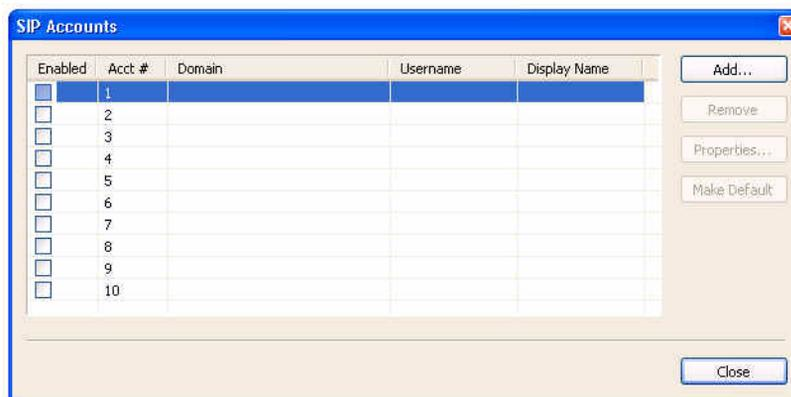 SIP Accounts
Enabled Acct # Domain Username Display Name
1
2
3
4
5
6
7
8
9
10
Add...
Remove
Properties...
Make Default
Close